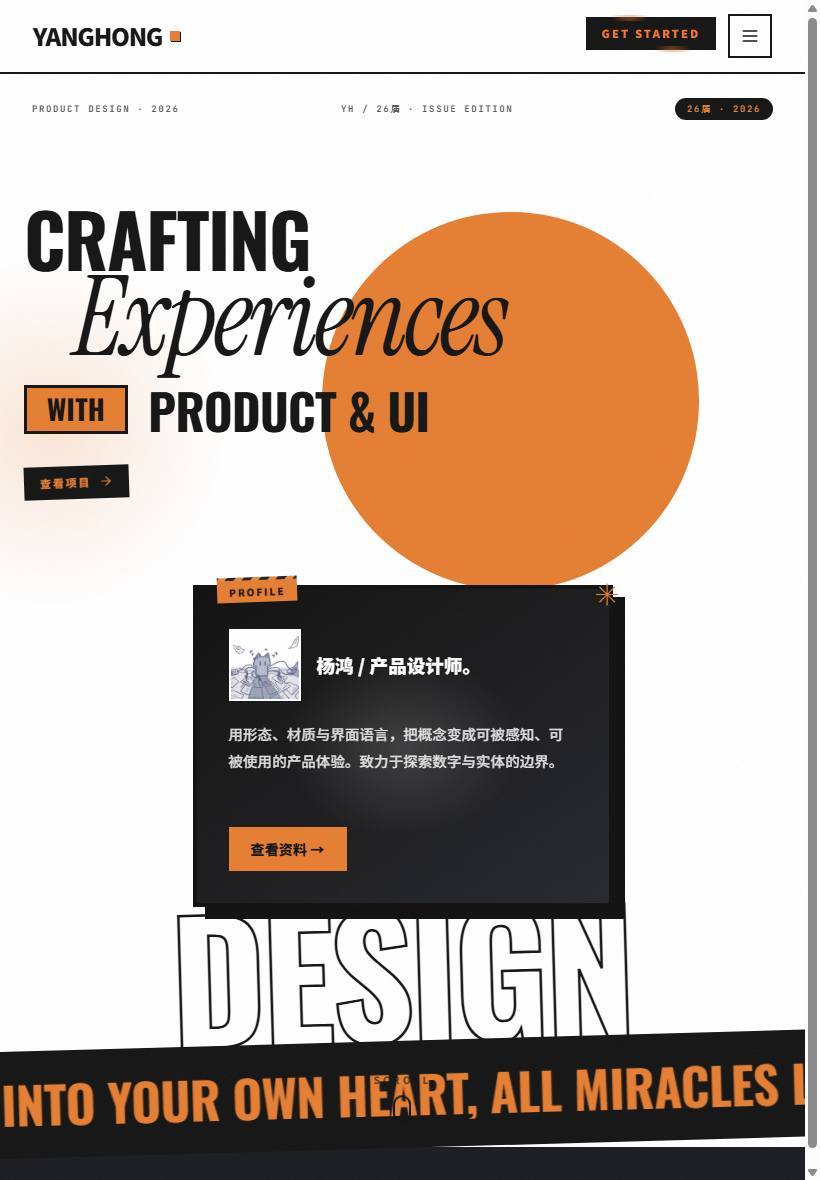 YANGHONG
GET STARTED
PRODUCT DESIGN · 2026
YH / 26届 · ISSUE EDITION
26届 · 2026
CRAFTING
Experiences
WITH PRODUCT & UI
查看项目 →
PROFILE
杨鸿 / 产品设计师。
用形态、材质与界面语言，把概念变成可被感知、可
被使用的产品体验。致力于探索数字与实体的边界。
查看资料 →
DESIGN
SCROLL
INTO YOUR OWN HEART, ALL MIRACLES L